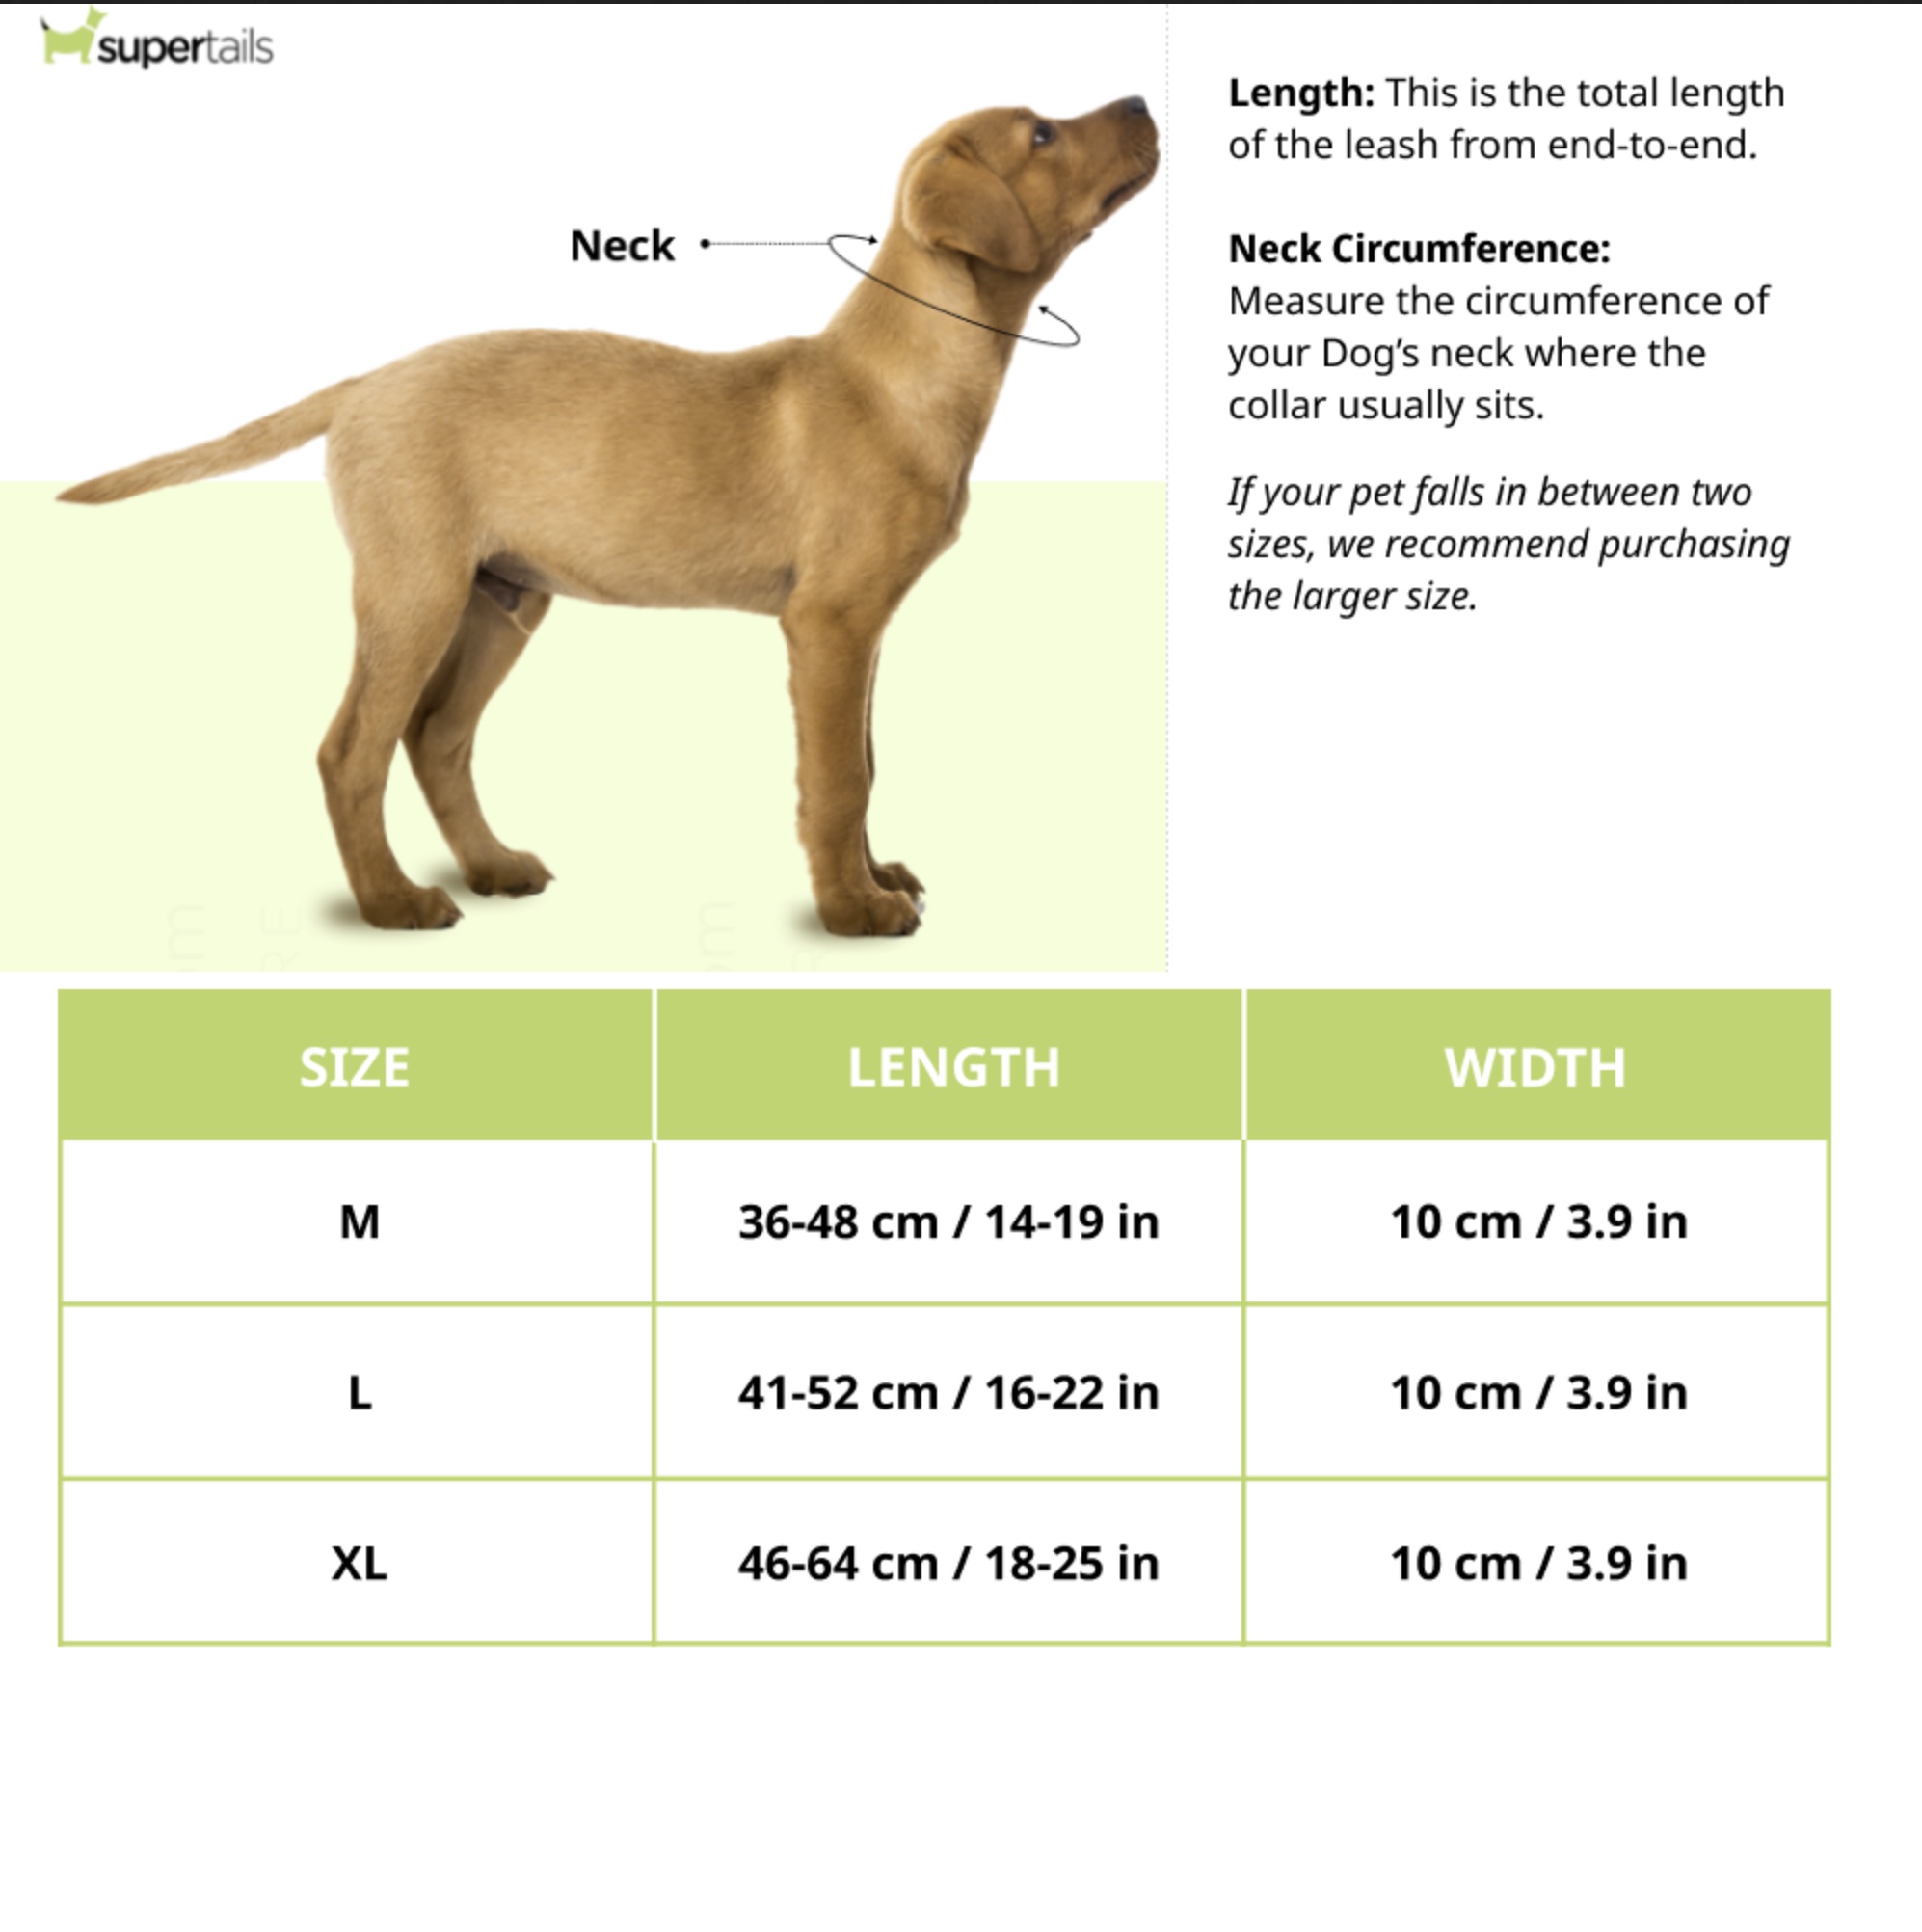 supertails
Length: This is the total length
of the leash from end-to-end.
Neck
Neck Circumference:
Measure the circumference of
your Dog’s neck where the
collar usually sits.
If your pet falls in between two
sizes, we recommend purchasing
the larger size.
SIZE LENGTH WIDTH
M 36-48 cm / 14-19 in 10 cm / 3.9 in
L 41-52 cm / 16-22 in 10 cm / 3.9 in
XL 46-64 cm / 18-25 in 10 cm / 3.9 in